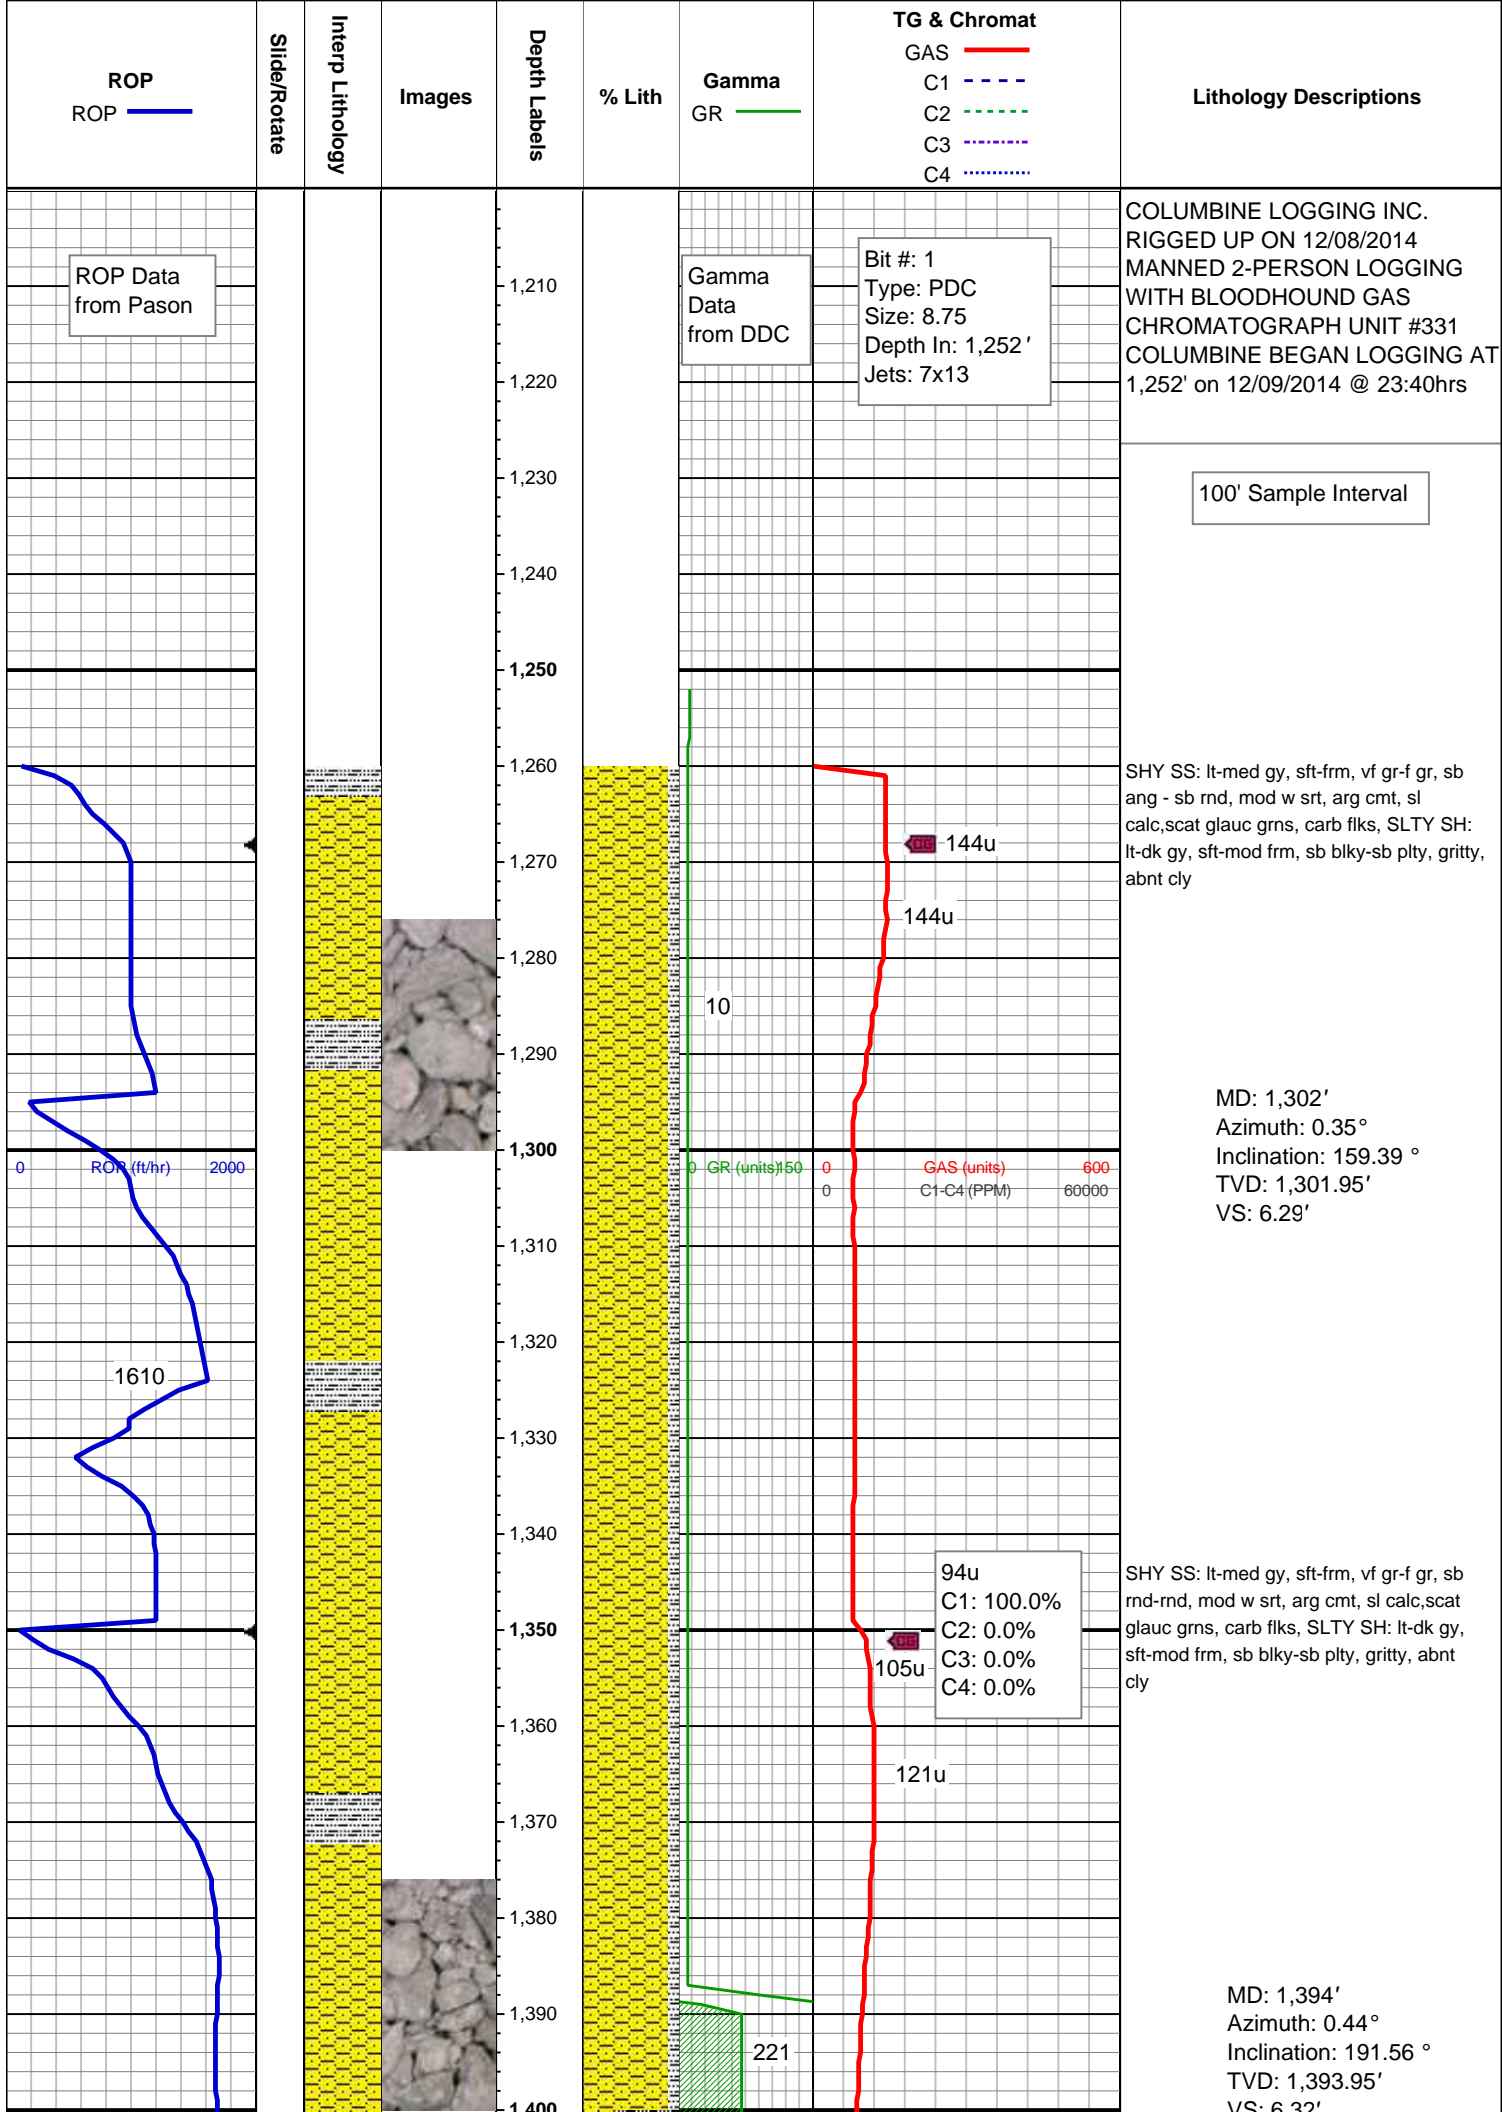 ROP
ROP
Slide/Rotate
Interp Lithology
Images
Depth Labels
% Lith
Gamma
GR
TG & Chromat
GAS
C1
C2
C3
C4
Lithology Descriptions
ROP Data
from Pason
Gamma
Data
from DDC
Bit #: 1
Type: PDC
Size: 8.75
Depth In: 1,252'
Jets: 7x13
COLUMBINE LOGGING INC.
RIGGED UP ON 12/08/2014
MANNED 2-PERSON LOGGING
WITH BLOODHOUND GAS
CHROMATOGRAPH UNIT #331
COLUMBINE BEGAN LOGGING AT
1,252' on 12/09/2014 @ 23:40hrs
100' Sample Interval
1,210
1,220
1,230
1,240
1,250
1,260
1,270
1,280
1,290
1,300
1,310
1,320
1,330
1,340
1,350
1,360
1,370
1,380
1,390
1,400
SHY SS: lt-med gy, sft-frm, vf gr-f gr, sb
ang - sb rnd, mod w srt, arg cmt, sl
calc,scat glauc grns, carb flks, SLTY SH:
lt-dk gy, sft-mod frm, sb blky-sb plty, gritty,
abnt cly
CG 144u
144u
10
MD: 1,302'
Azimuth: 0.35°
Inclination: 159.39 °
TVD: 1,301.95'
VS: 6.29'
0 ROP (ft/hr) 2000
0 GR (units) 150
0 GAS (units) 600
0 C1-C4 (PPM) 60000
1610
94u
C1: 100.0%
C2: 0.0%
C3: 0.0%
C4: 0.0%
CG
105u
121u
SHY SS: lt-med gy, sft-frm, vf gr-f gr, sb
rnd-rnd, mod w srt, arg cmt, sl calc,scat
glauc grns, carb flks, SLTY SH: lt-dk gy,
sft-mod frm, sb blky-sb plty, gritty, abnt
cly
221
MD: 1,394'
Azimuth: 0.44°
Inclination: 191.56 °
TVD: 1,393.95'
VS: 6.32'